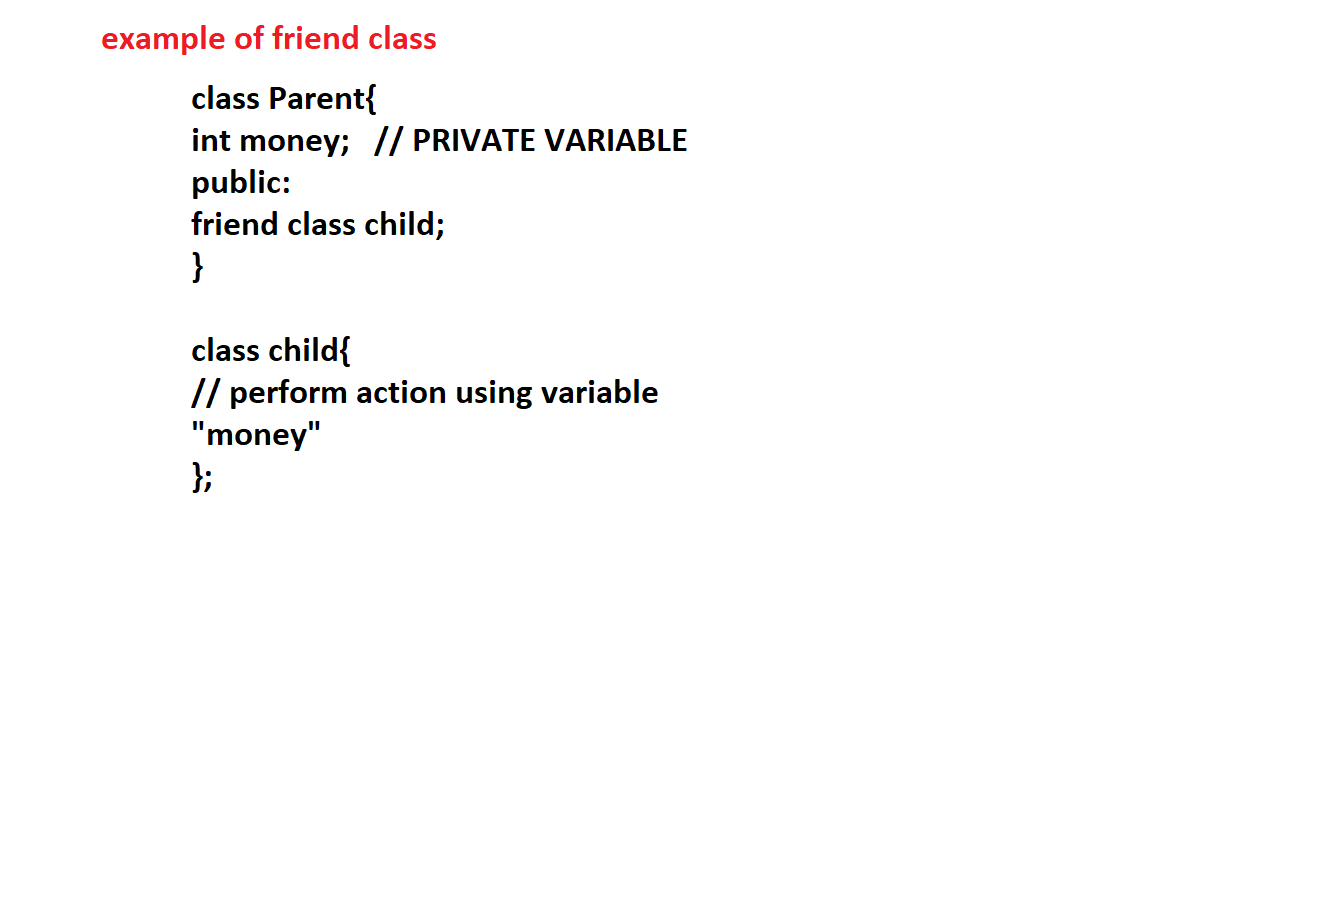 example of friend class
class Parent{
int money;   // PRIVATE VARIABLE
public:
friend class child;
}
class child{
// perform action using variable
"money"
};